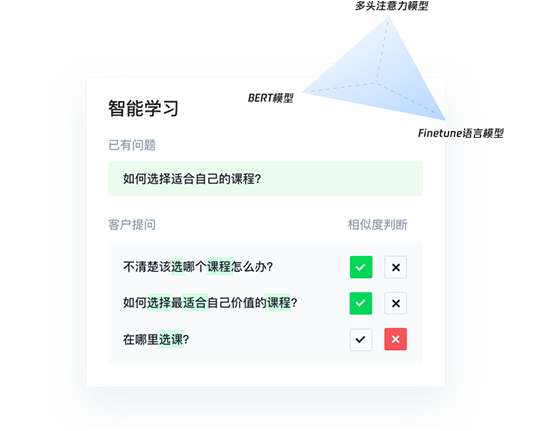 多头注意力模型
BERT模型
Finetune语言模型
智能学习
已有问题
如何选择适合自己的课程?
客户提问 相似度判断
不清楚该选哪个课程怎么办?
如何选择最适合自己价值的课程?
在哪里选课?